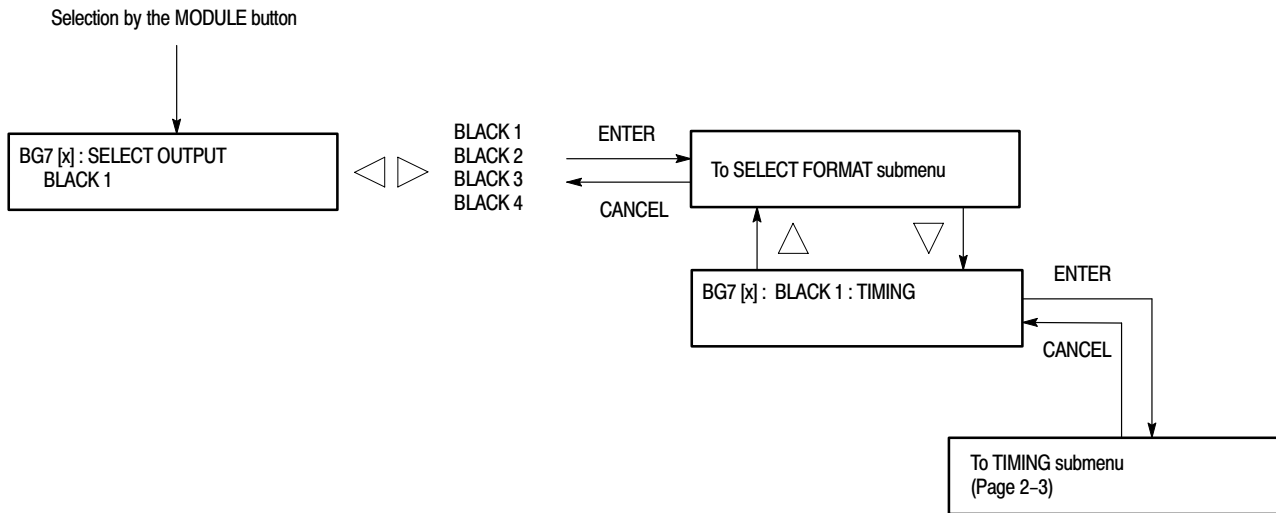 Selection by the MODULE button
BG7 [x] : SELECT OUTPUT
BLACK 1
BLACK 1
BLACK 2
BLACK 3
BLACK 4
ENTER
CANCEL
To SELECT FORMAT submenu
BG7 [x] : BLACK 1 : TIMING
ENTER
CANCEL
To TIMING submenu
(Page 2–3)